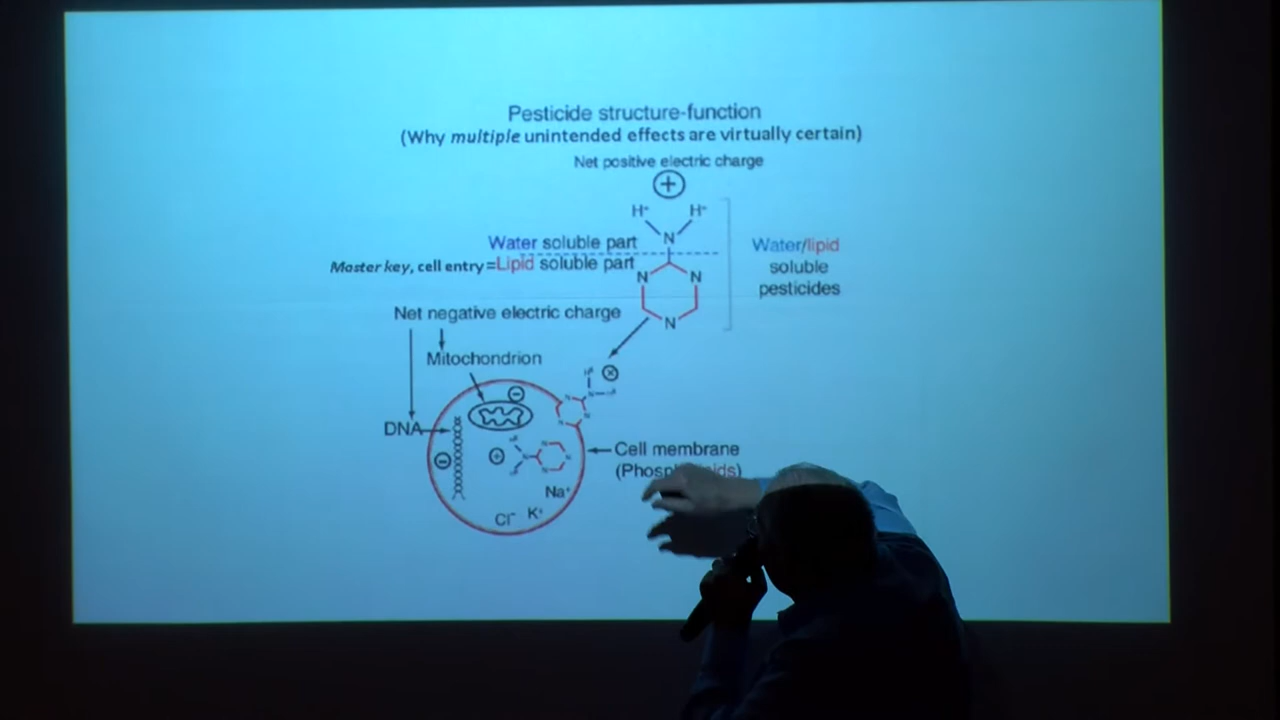 Pesticide structure-function
(Why multiple unintended effects are virtually certain)
Net positive electric charge
+
H+ H+
N
Water soluble part
Master key, cell entry=Lipid soluble part
N N
N
Water/lipid
soluble
pesticides
Net negative electric charge
Mitochondrion
DNA
Cell membrane
Na+
Cl- K+